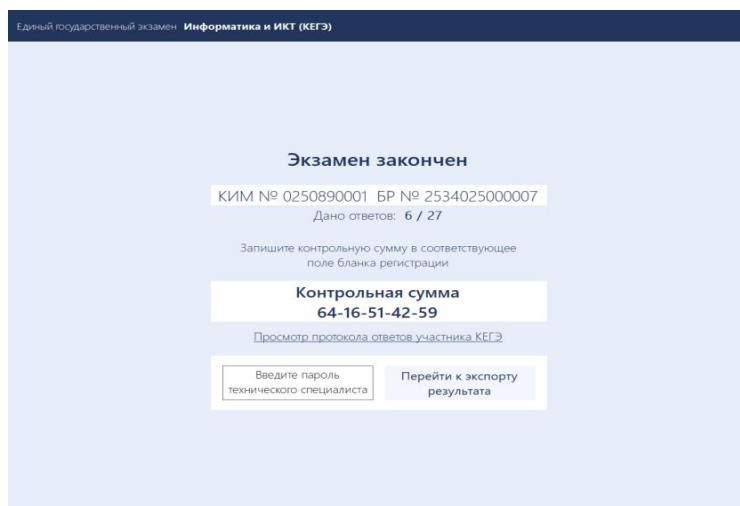 Единый государственный экзамен Информатика и ИКТ (КЕГЭ)
Экзамен закончен
КИМ № 0250890001 БР № 2534025000007
Дано ответов: 6 / 27
Запишите контрольную сумму в соответствующее
поле бланка регистрации
Контрольная сумма
64-16-51-42-59
Просмотр протокола ответов участника КЕГЭ
Введите пароль
технического специалиста
Перейти к экспорту
результата